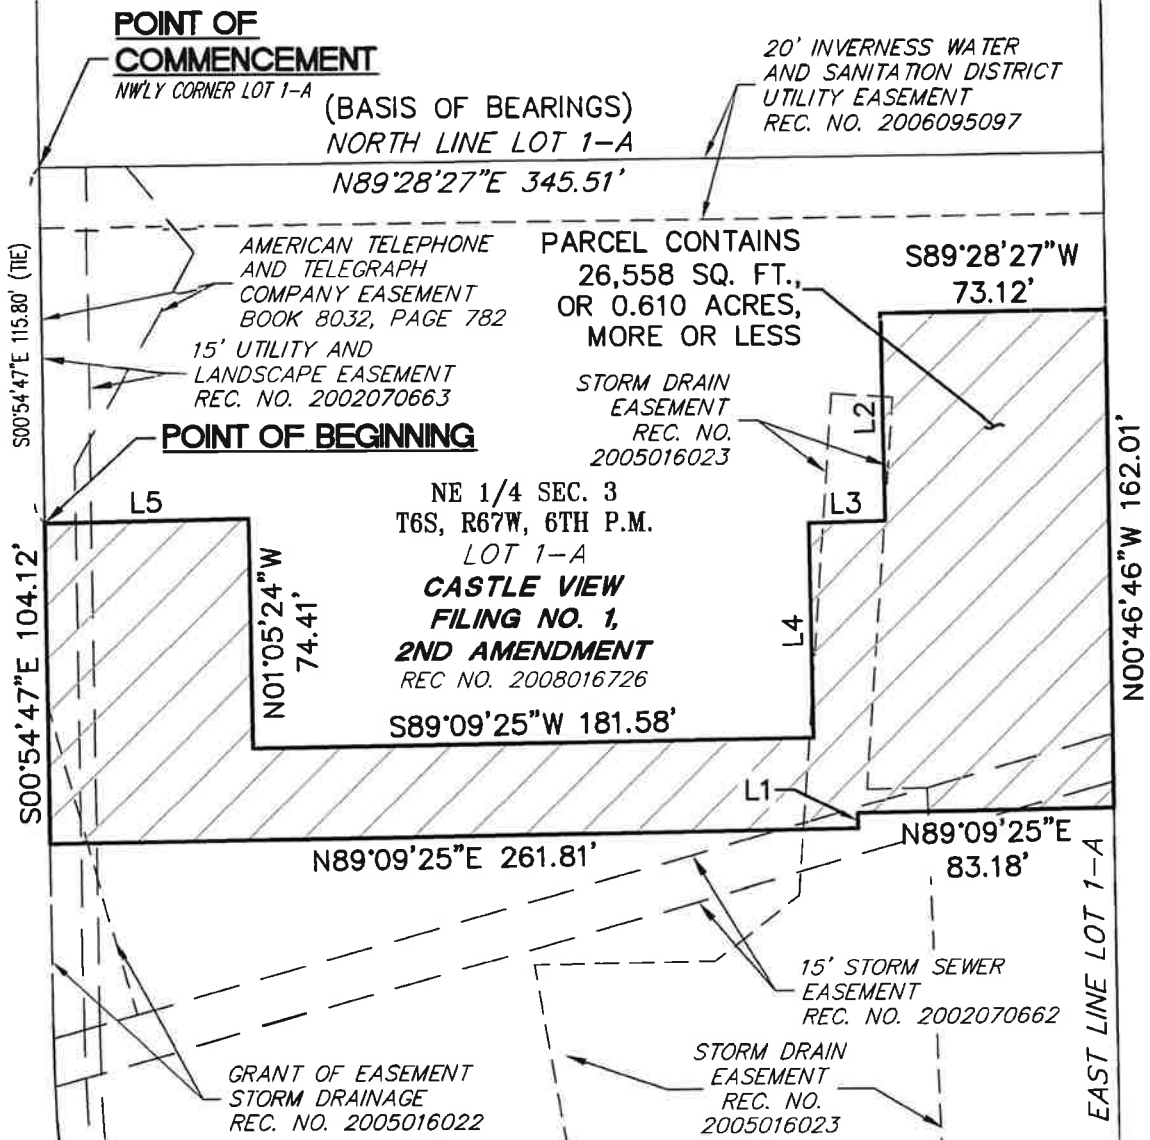 POINT OF
COMMENCEMENT
NW'LY CORNER LOT 1-A
(BASIS OF BEARINGS)
NORTH LINE LOT 1-A
N89°28'27"E 345.51'
20' INVERNESS WATER
AND SANITATION DISTRICT
UTILITY EASEMENT
REC. NO. 2006095097
S00°54'47"E 115.80' (TIE)
AMERICAN TELEPHONE
AND TELEGRAPH
COMPANY EASEMENT
BOOK 8032, PAGE 782
PARCEL CONTAINS
26,558 SQ. FT.,
OR 0.610 ACRES,
MORE OR LESS
S89°28'27"W
73.12'
15' UTILITY AND
LANDSCAPE EASEMENT
REC. NO. 2002070663
STORM DRAIN
EASEMENT
REC. NO.
2005016023
L2
POINT OF BEGINNING
L5
L3
NE 1/4 SEC. 3
T6S, R67W, 6TH P.M.
LOT 1-A
CASTLE VIEW
FILING NO. 1,
2ND AMENDMENT
REC NO. 2008016726
N00°46'46"W 162.01'
S00°54'47"E 104.12'
N01°05'24"W
74.41'
L4
S89°09'25"W 181.58'
L1
N89°09'25"E 261.81'
N89°09'25"E
83.18'
EAST LINE LOT 1-A
15' STORM SEWER
EASEMENT
REC. NO. 2002070662
GRANT OF EASEMENT
STORM DRAINAGE
REC. NO. 2005016022
STORM DRAIN
EASEMENT
REC. NO.
2005016023